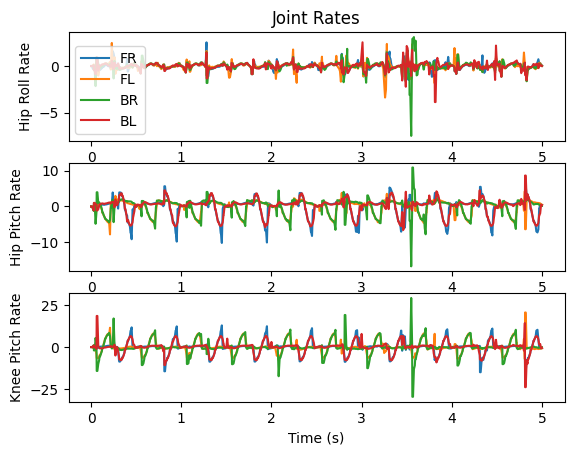 Joint Rates
Hip Roll Rate
0
−5
FR
FL
BR
BL
0 1 2 3 4 5
Hip Pitch Rate
10
0
−10
0 1 2 3 4 5
Knee Pitch Rate
25
0
−25
0 1 2 3 4 5
Time (s)